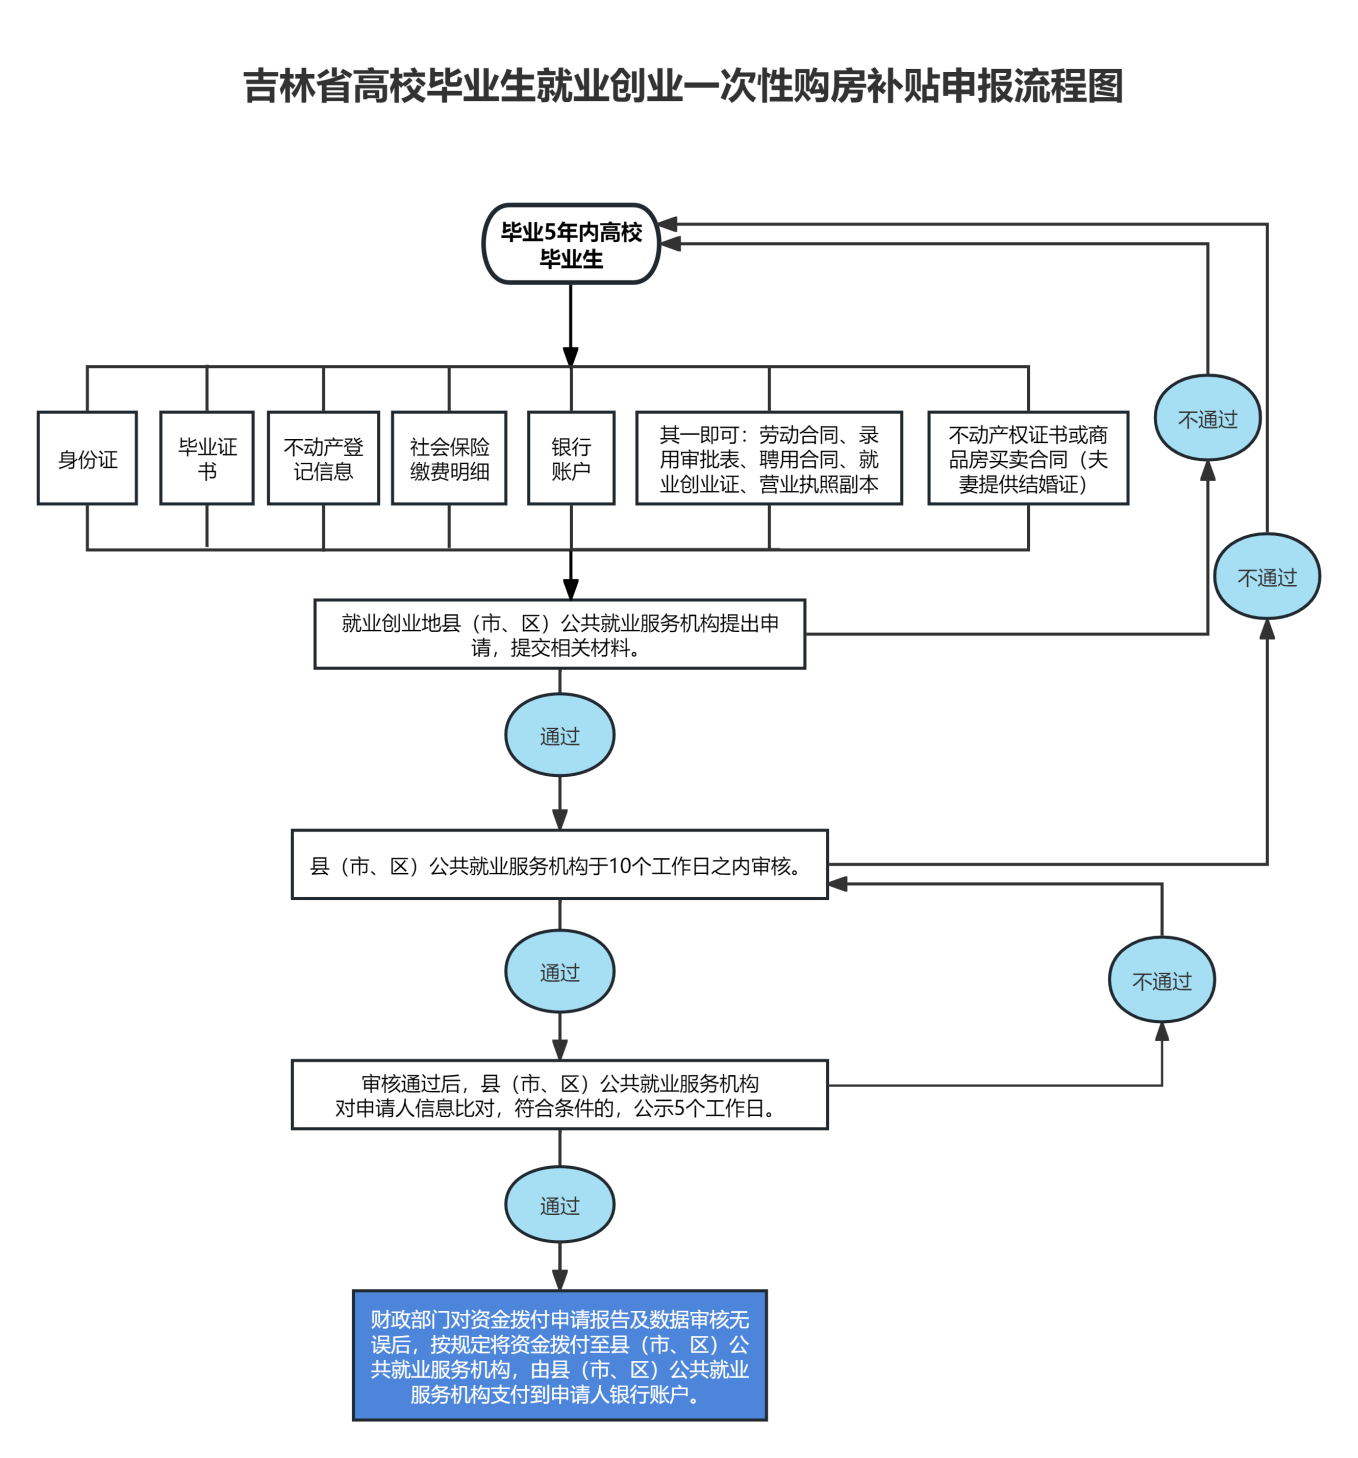 吉林省高校毕业生就业创业一次性购房补贴申报流程图
毕业5年内高校
毕业生
身份证
毕业证
书
不动产登
记信息
社会保险
缴费明细
银行
账户
其一即可：劳动合同、录
用审批表、聘用合同、就
业创业证、营业执照副本
不动产权证书或商
品房买卖合同（夫
妻提供结婚证）
不通过
不通过
就业创业地县（市、区）公共就业服务机构提出申
请，提交相关材料。
通过
县（市、区）公共就业服务机构于10个工作日之内审核。
通过
不通过
审核通过后，县（市、区）公共就业服务机构
对申请人信息比对，符合条件的，公示5个工作日。
通过
财政部门对资金拨付申请报告及数据审核无
误后，按规定将资金拨付至县（市、区）公
共就业服务机构，由县（市、区）公共就业
服务机构支付到申请人银行账户。